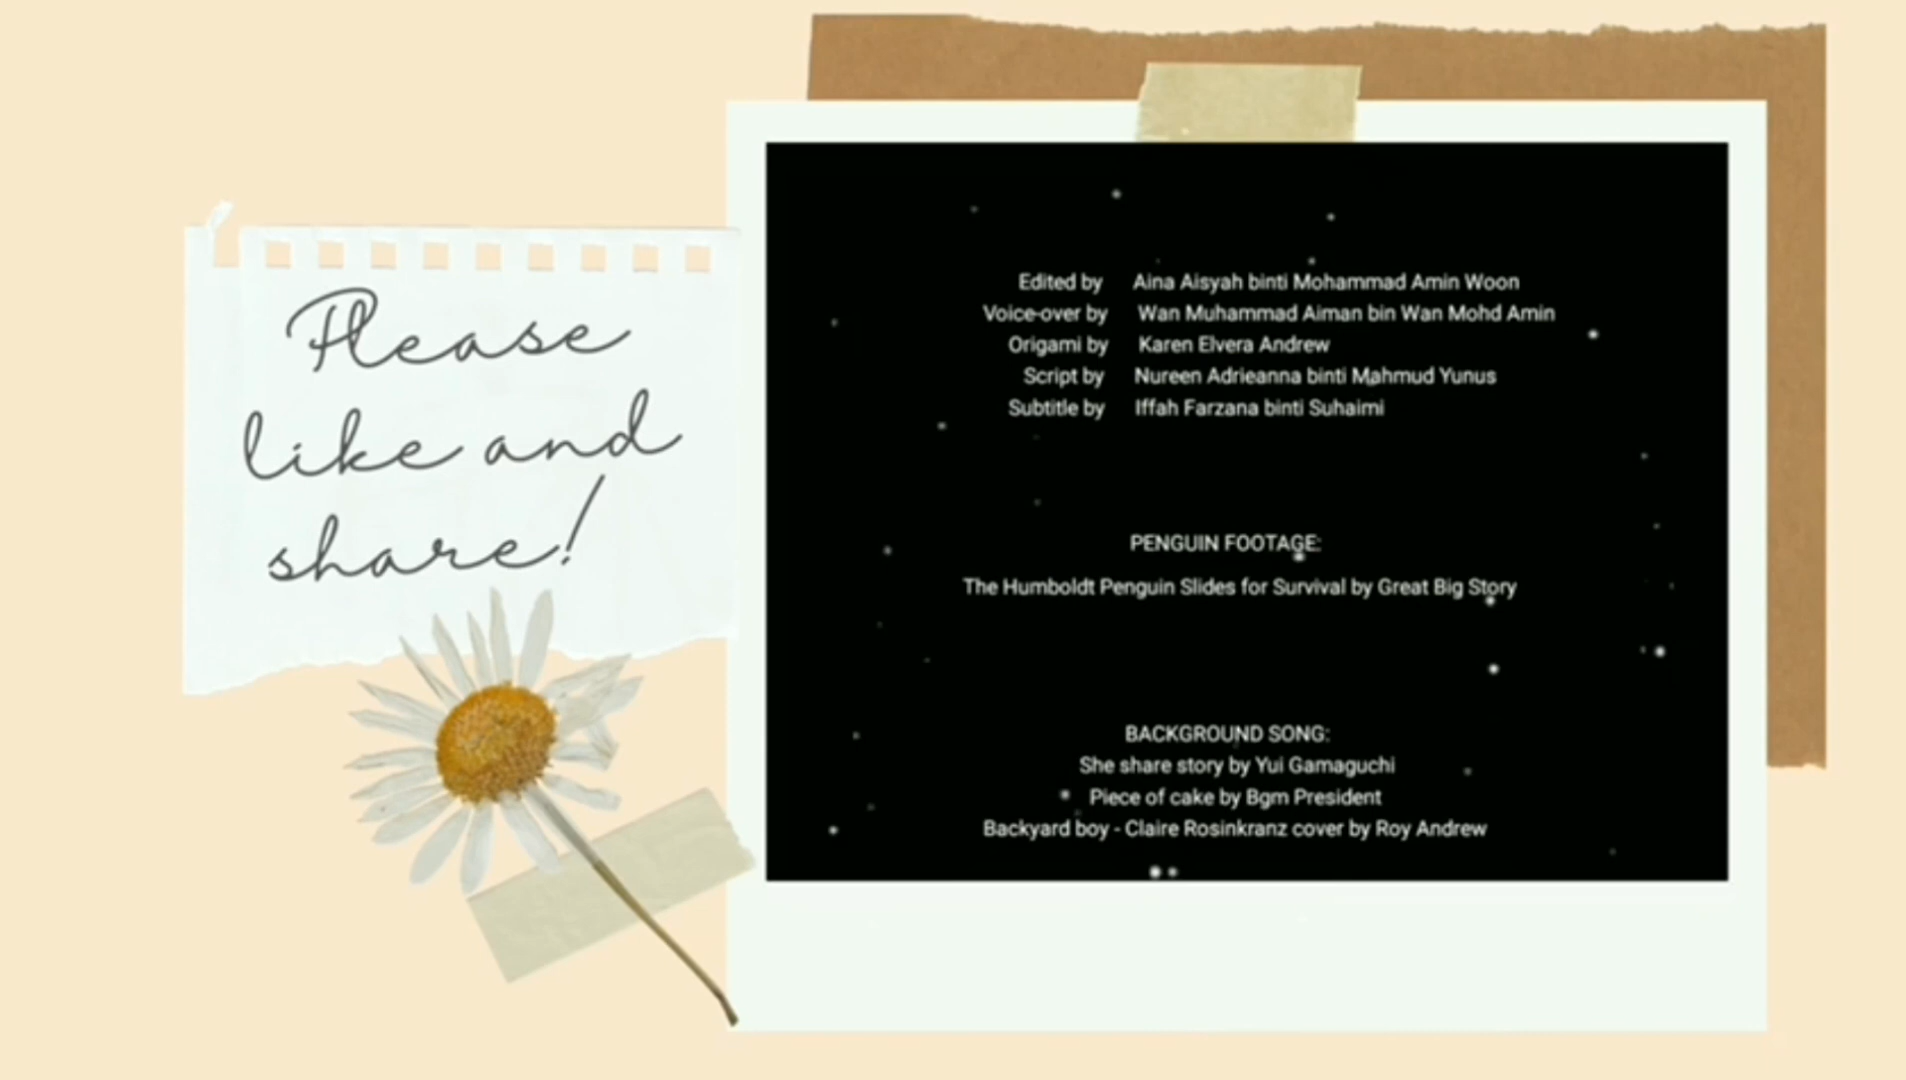 Please
like and
share!
Edited by Aina Aisyah binti Mohammad Amin Woon
Voice-over by Wan Muhammad Aiman bin Wan Mohd Amin
Origami by Karen Elvera Andrew
Script by Nureen Adrieanna binti Mahmud Yunus
Subtitle by Iffah Farzana binti Suhaimi
PENGUIN FOOTAGE:
The Humboldt Penguin Slides for Survival by Great Big Story
BACKGROUND SONG:
She share story by Yui Gamaguchi
Piece of cake by Bgm President
Backyard boy - Claire Rosinkranz cover by Roy Andrew